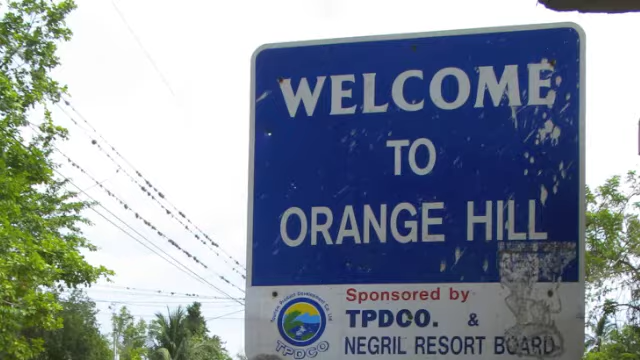 WELCOME
TO
ORANGE HILL
Sponsored by
TPDCO. &
NEGRIL RESORT BOARD
TPDCO